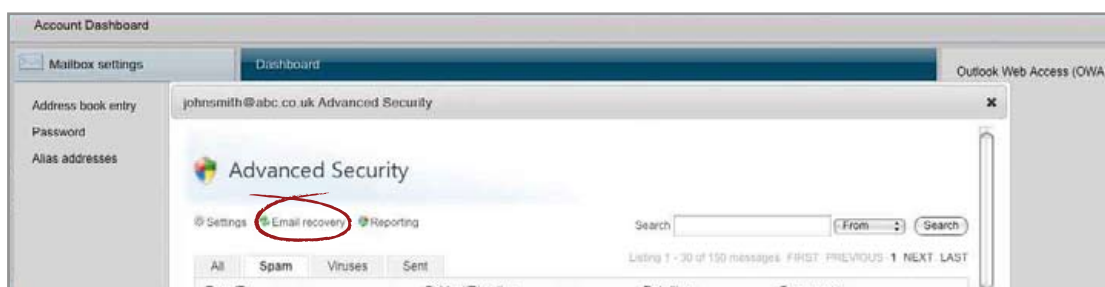 Account Dashboard
Mailbox settings
Dashboard
Outlook Web Access (OWA
Address book entry
Password
Alias addresses
johnsmith@abc.co.uk Advanced Security
Advanced Security
Settings Email recovery Reporting
Search From Search
Listing 1 - 30 of 150 messages FIRST PREVIOUS 1 NEXT LAST
All Spam Viruses Sent